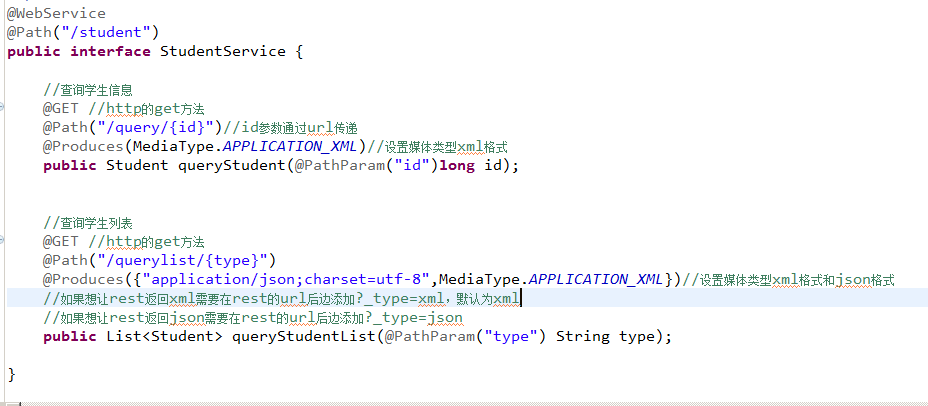 @WebService
@Path("/student")
public interface StudentService {
//查询学生信息
@GET //http的get方法
@Path("/query/{id}")//id参数通过url传递
@Produces(MediaType.APPLICATION_XML)//设置媒体类型xml格式
public Student queryStudent(@PathParam("id")long id);
//查询学生列表
@GET //http的get方法
@Path("/querylist/{type}")
@Produces({"application/json;charset=utf-8",MediaType.APPLICATION_XML})//设置媒体类型xml格式和json格式
//如果想让rest返回xml需要在rest的url后边添加?_type=xml，默认为xml
//如果想让rest返回json需要在rest的url后边添加?_type=json
public List<Student> queryStudentList(@PathParam("type") String type);
}